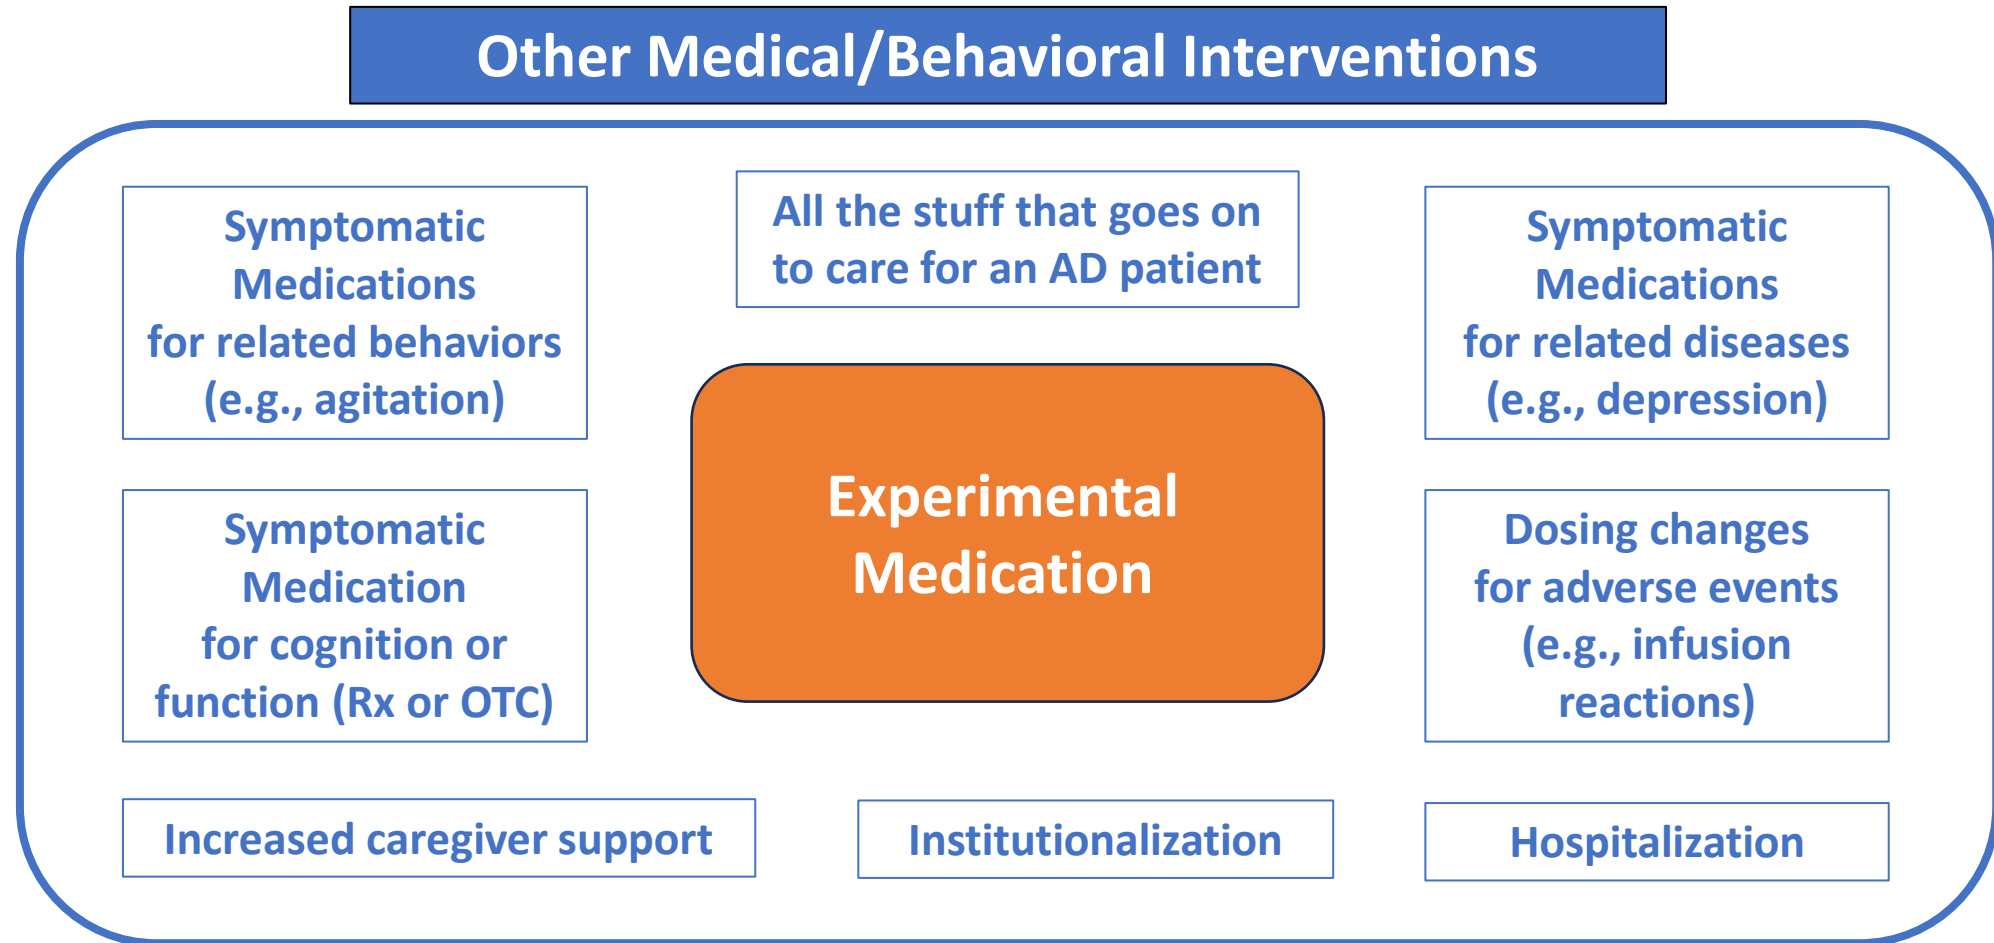 Other Medical/Behavioral Interventions
Symptomatic
Medications
for related behaviors
(e.g., agitation)
All the stuff that goes on
to care for an AD patient
Symptomatic
Medications
for related diseases
(e.g., depression)
Experimental
Medication
Symptomatic
Medication
for cognition or
function (Rx or OTC)
Dosing changes
for adverse events
(e.g., infusion
reactions)
Increased caregiver support
Institutionalization
Hospitalization